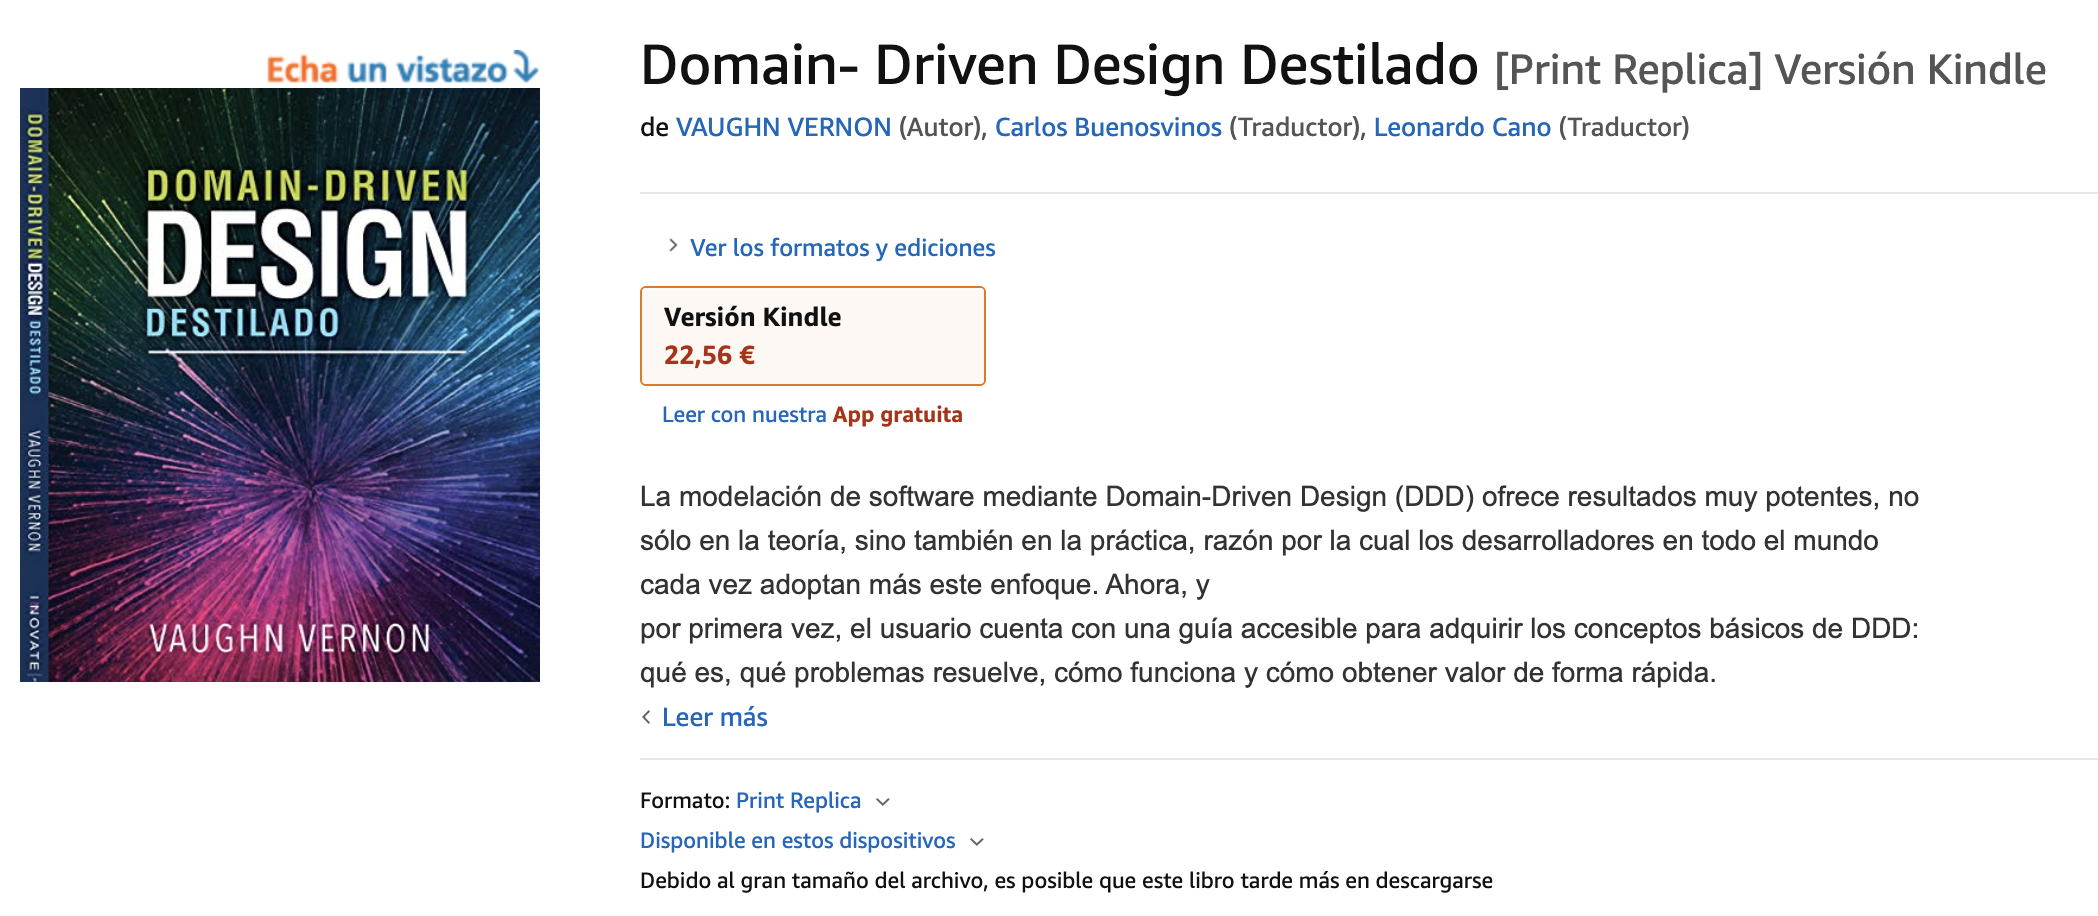 Echa un vistazo
DOMAIN-DRIVEN DESIGN DESTILADO
VAUGHN VERNON
INNOVATE
DOMAIN-DRIVEN
DESIGN
DESTILADO
VAUGHN VERNON
Domain- Driven Design Destilado [Print Replica] Versión Kindle
de VAUGHN VERNON (Autor), Carlos Buenosvinos (Traductor), Leonardo Cano (Traductor)
Ver los formatos y ediciones
Versión Kindle
22,56 €
Leer con nuestra App gratuita
La modelación de software mediante Domain-Driven Design (DDD) ofrece resultados muy potentes, no
sólo en la teoría, sino también en la práctica, razón por la cual los desarrolladores en todo el mundo
cada vez adoptan más este enfoque. Ahora, y
por primera vez, el usuario cuenta con una guía accesible para adquirir los conceptos básicos de DDD:
qué es, qué problemas resuelve, cómo funciona y cómo obtener valor de forma rápida.
Leer más
Formato: Print Replica
Disponible en estos dispositivos
Debido al gran tamaño del archivo, es posible que este libro tarde más en descargarse